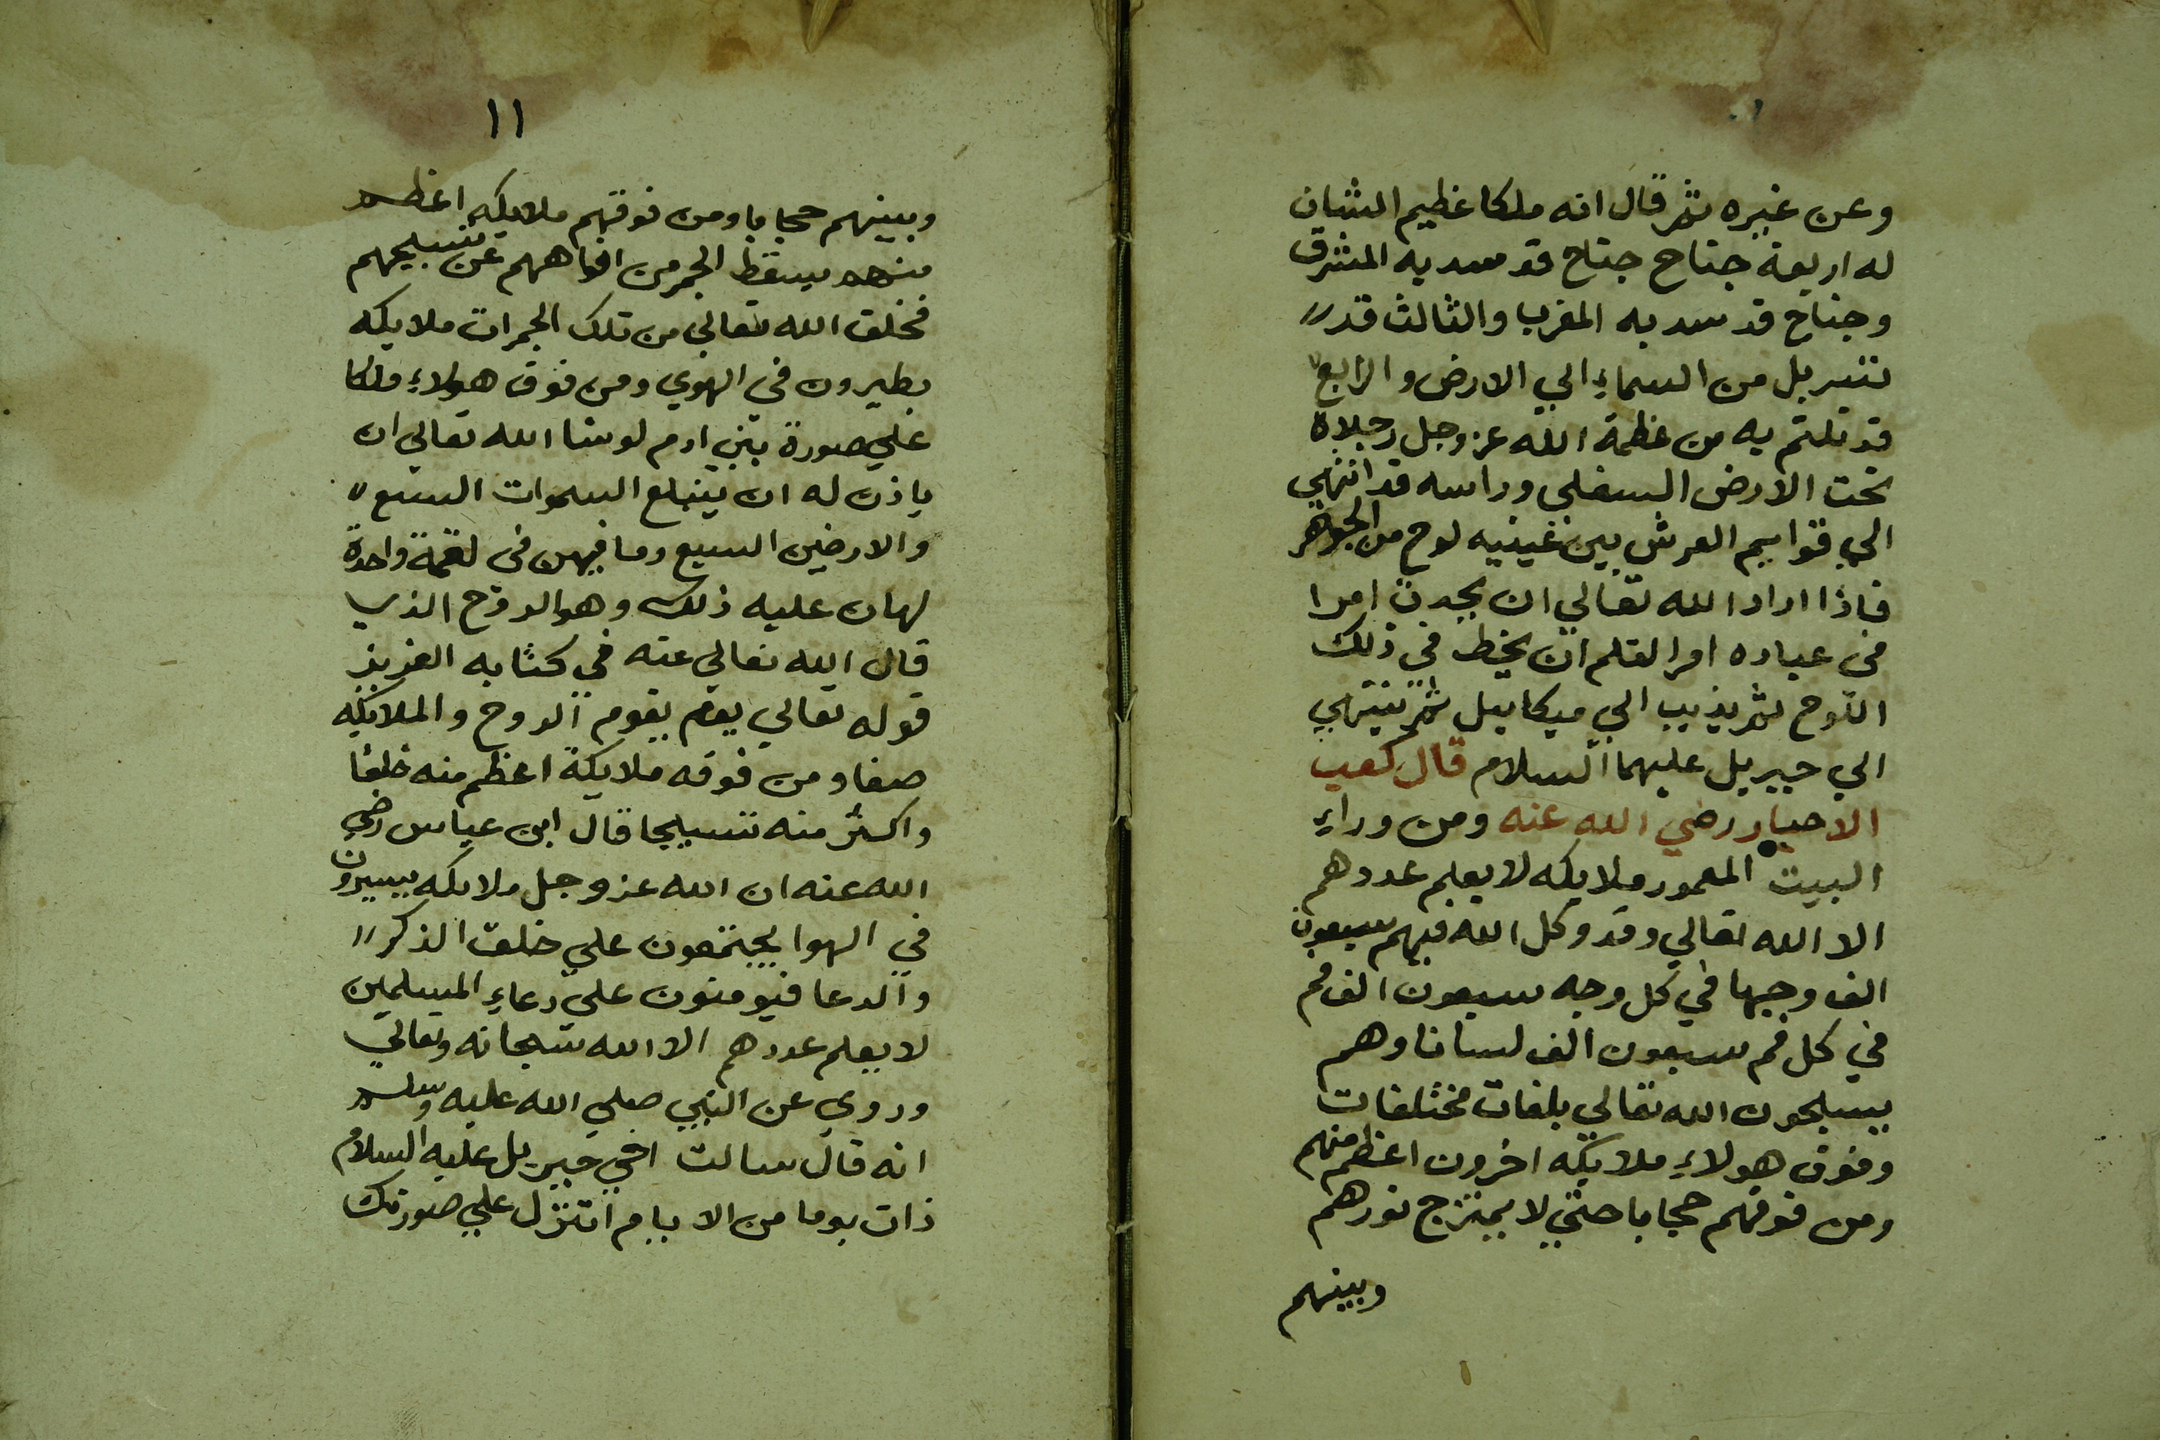 وعن غيره ثم قال انه ملكا عظيم الشان
له اربعة جناح جناح قد سد به المشرق
وجناح قد سد به المغرب والثالث قد
تسربل من السماء الي الارض والرابع
قد تلثم به من عظمة الله عز وجل رجلاه
تحت الارض السفلي وراسه قد انتهي
الي قوايم العرش بين عينيه لوح من الجوهر
فاذا اراد الله تعالي ان يحدث امرا
في عباده امر القلم ان يخط في ذلك
اللوح ثم يذيب الي ميكاييل ثم ينتهي
الي جبريل عليهما السلام قال كعب
الاحبار رضي الله عنه ومن وراء
البيت المعمور ملايكه لا يعلم عددهم
الا الله تعالي وقد وكل الله فيهم سبعون
الف وجها في كل وجه سبعون الف فم
في كل فم سبعون الف لسانا وهم
يسبحون الله تعالي بلغات مختلفات
وفوق هولاء ملايكه اخرون اعظم منهم
ومن فوقهم حجابا حتي لا يمتزج نورهم
وبينهم
١١
وبينهم حجابا ومن فوقهم ملايكه اعظم
منهم يسقط الجمر من افواههم عن تسبيحهم
فخلق الله تعالي من تلك الجمرات ملايكه
يطيرون في الهوي ومن فوق هولاء ملكا
علي صورة بني ادم لو شا الله تعالي ان
ياذن له ان يبتلع السموات السبع
والارضين السبع وما فيهن في لقمة واحدة
لهان عليه ذلك وهو الروح الذي
قال الله تعالي عنه في كتابه العزيز
قوله تعالي يوم يقوم الروح والملايكه
صفا ومن فوقه ملايكة اعظم منه خلقا
واكثر منه تسبيحا قال ابن عباس رضي
الله عنه ان الله عز وجل ملايكه يسيرون
في الهوا يجتمعون علي خلق الذكر
والدعا فيومنون علي دعاء المسلمين
لا يعلم عددهم الا الله سبحانه وتعالي
وروي عن النبي صلي الله عليه وسلم
انه قال سالت اخي جبريل عليه السلام
ذات يوما من الايام اتنزل علي صورتك